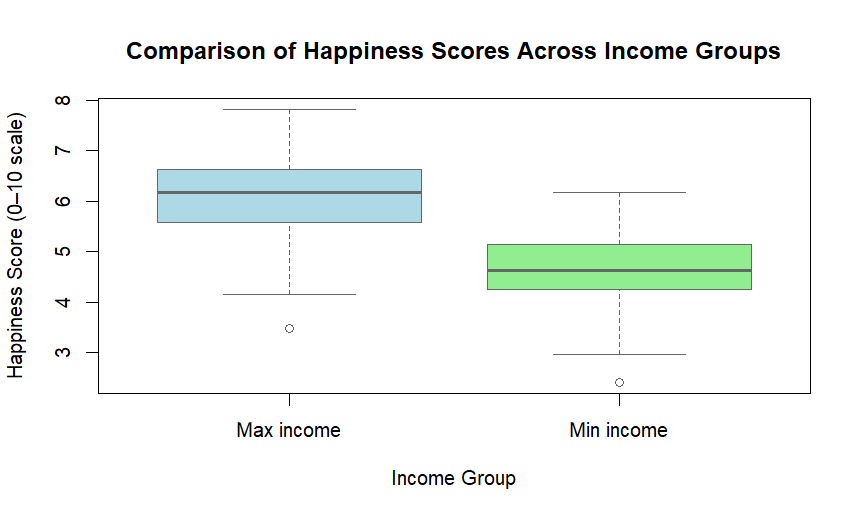 Comparison of Happiness Scores Across Income Groups
Happiness Score (0–10 scale)
8
7
6
5
4
3
Max income
Min income
Income Group